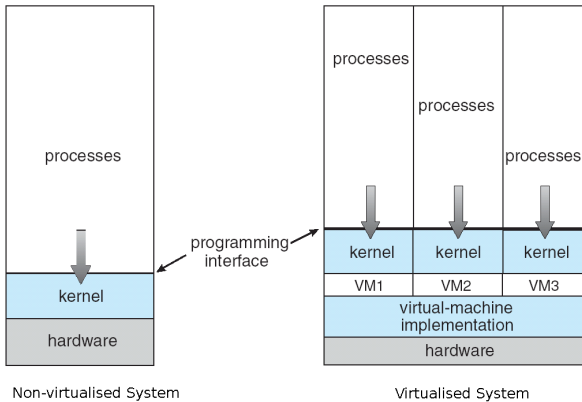 processes
kernel
hardware
Non-virtualised System
programming
interface
processes
processes
processes
kernel kernel kernel
VM1 VM2 VM3
virtual-machine
implementation
hardware
Virtualised System